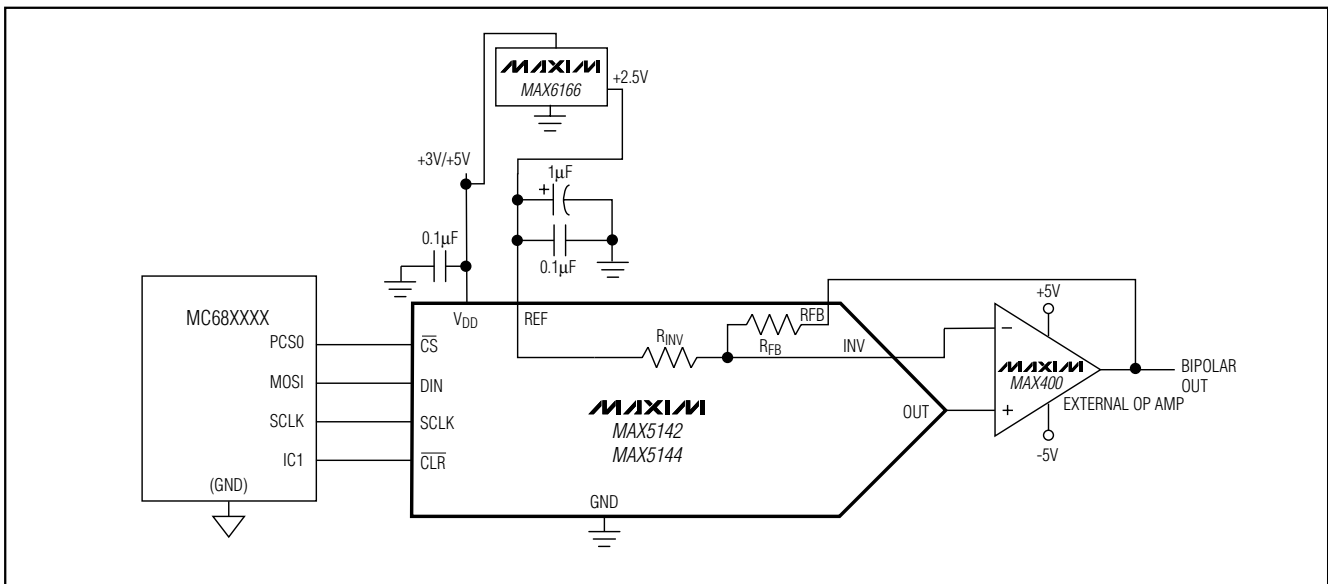 MAXIM
MAX6166
+2.5V
+3V/+5V
1µF
+
0.1µF
0.1µF
MC68XXXX
PCS0
MOSI
SCLK
IC1
(GND)
VDD
REF
CS
DIN
SCLK
CLR
RINV
RFB
RFB
INV
OUT
MAXIM
MAX5142
MAX5144
GND
+5V
−
MAXIM
MAX400
EXTERNAL OP AMP
+
-5V
BIPOLAR
OUT